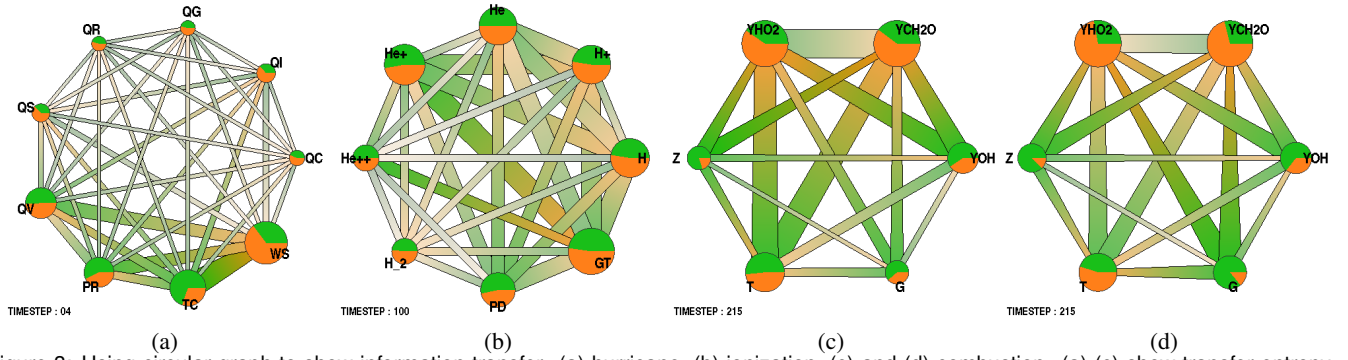 QG
QR
QI
QS
QC
QV
WS
PR
TC
TIMESTEP : 04
He
He+
H+
He++
H
H_2
GT
PD
TIMESTEP : 100
YHO2
YCH2O
Z
YOH
T
G
TIMESTEP : 215
YHO2
YCH2O
Z
YOH
T
G
TIMESTEP : 215
(a)
(b)
(c)
(d)